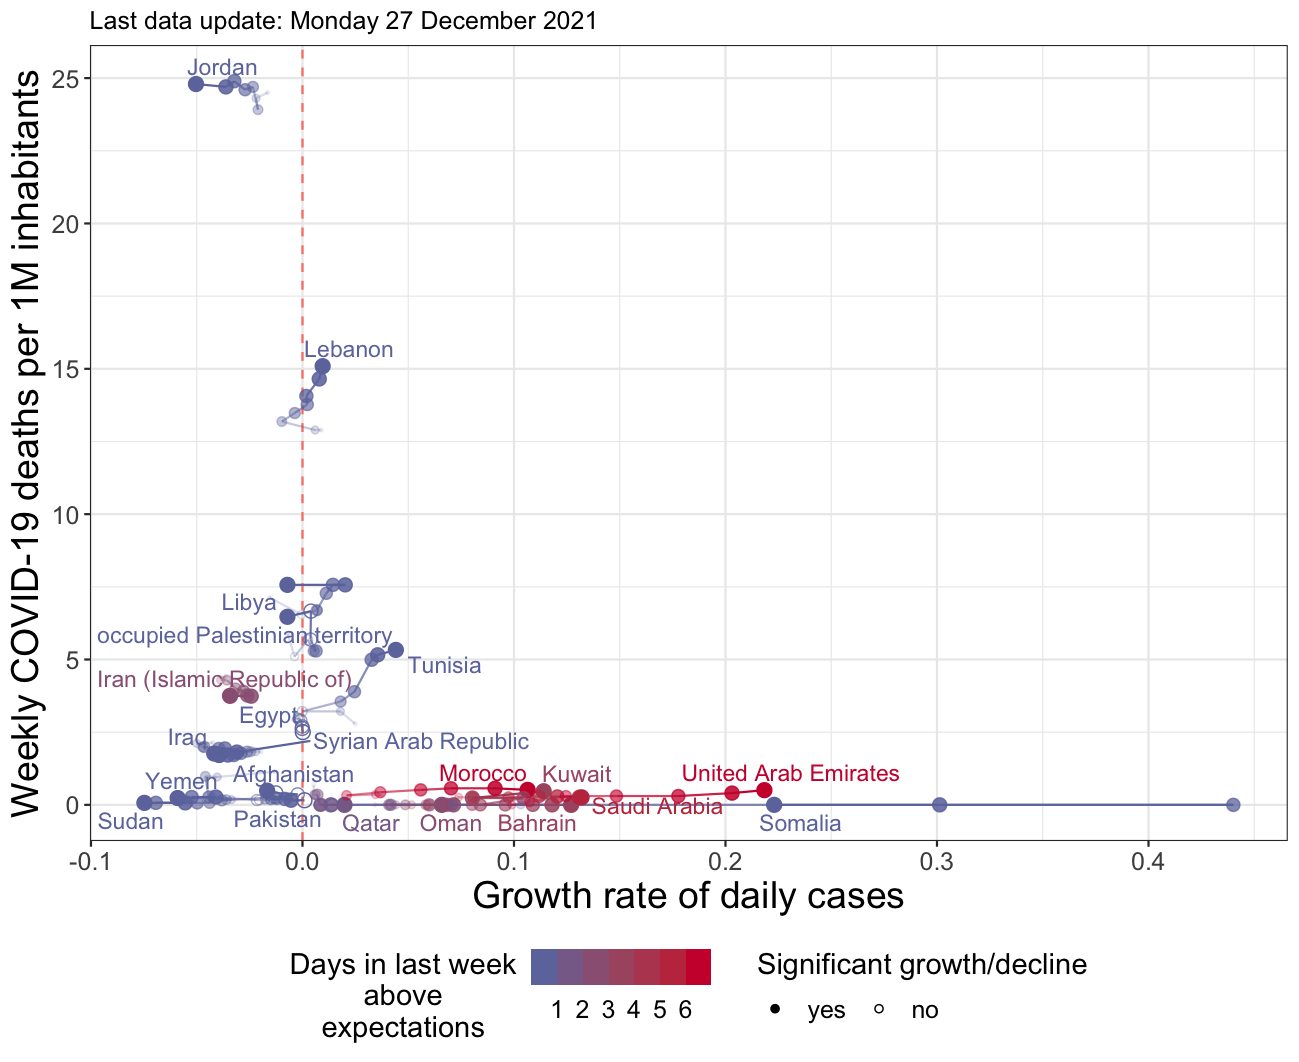 Last data update: Monday 27 December 2021
Weekly COVID-19 deaths per 1M inhabitants
25
20
15
10
5
0
Jordan
Lebanon
Libya
occupied Palestinian territory
Tunisia
Iran (Islamic Republic of)
Egypt
Iraq
Syrian Arab Republic
Yemen
Afghanistan
Morocco
Kuwait
United Arab Emirates
Saudi Arabia
Sudan
Pakistan
Qatar
Oman
Bahrain
Somalia
-0.1
0.0
0.1
0.2
0.3
0.4
Growth rate of daily cases
Days in last week
above
expectations
1 2 3 4 5 6
Significant growth/decline
yes
no